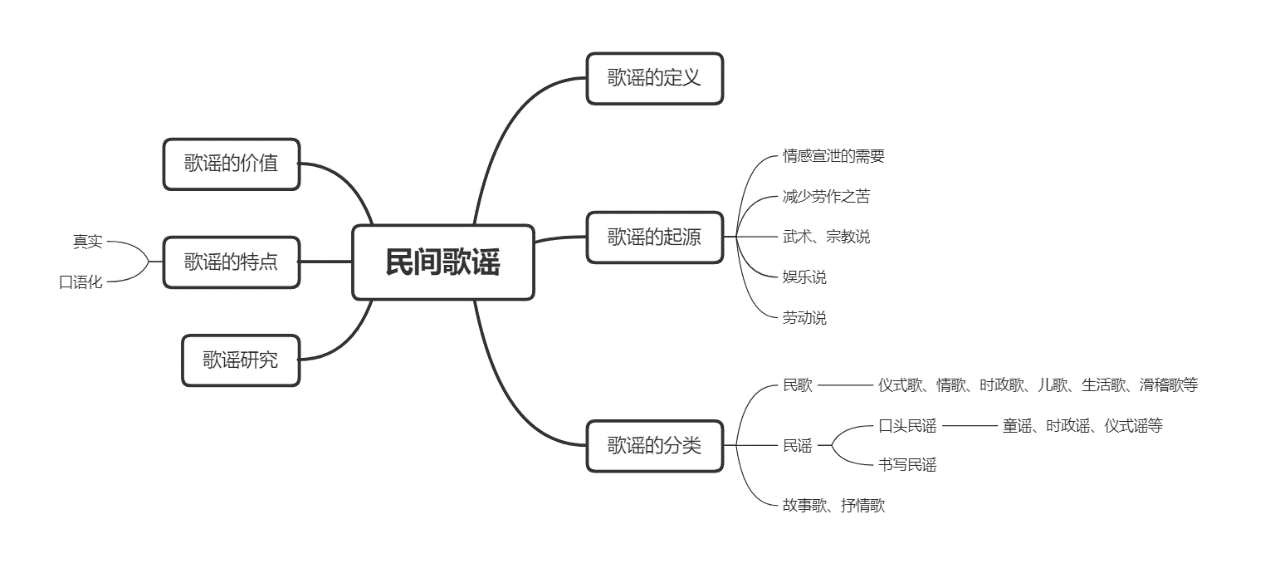 民间歌谣
歌谣的定义
歌谣的起源
情感宣泄的需要
减少劳作之苦
武术、宗教说
娱乐说
劳动说
歌谣的分类
民歌
仪式歌、情歌、时政歌、儿歌、生活歌、滑稽歌等
民谣
口头民谣
童谣、时政谣、仪式谣等
书写民谣
故事歌、抒情歌
歌谣的价值
歌谣的特点
真实
口语化
歌谣研究